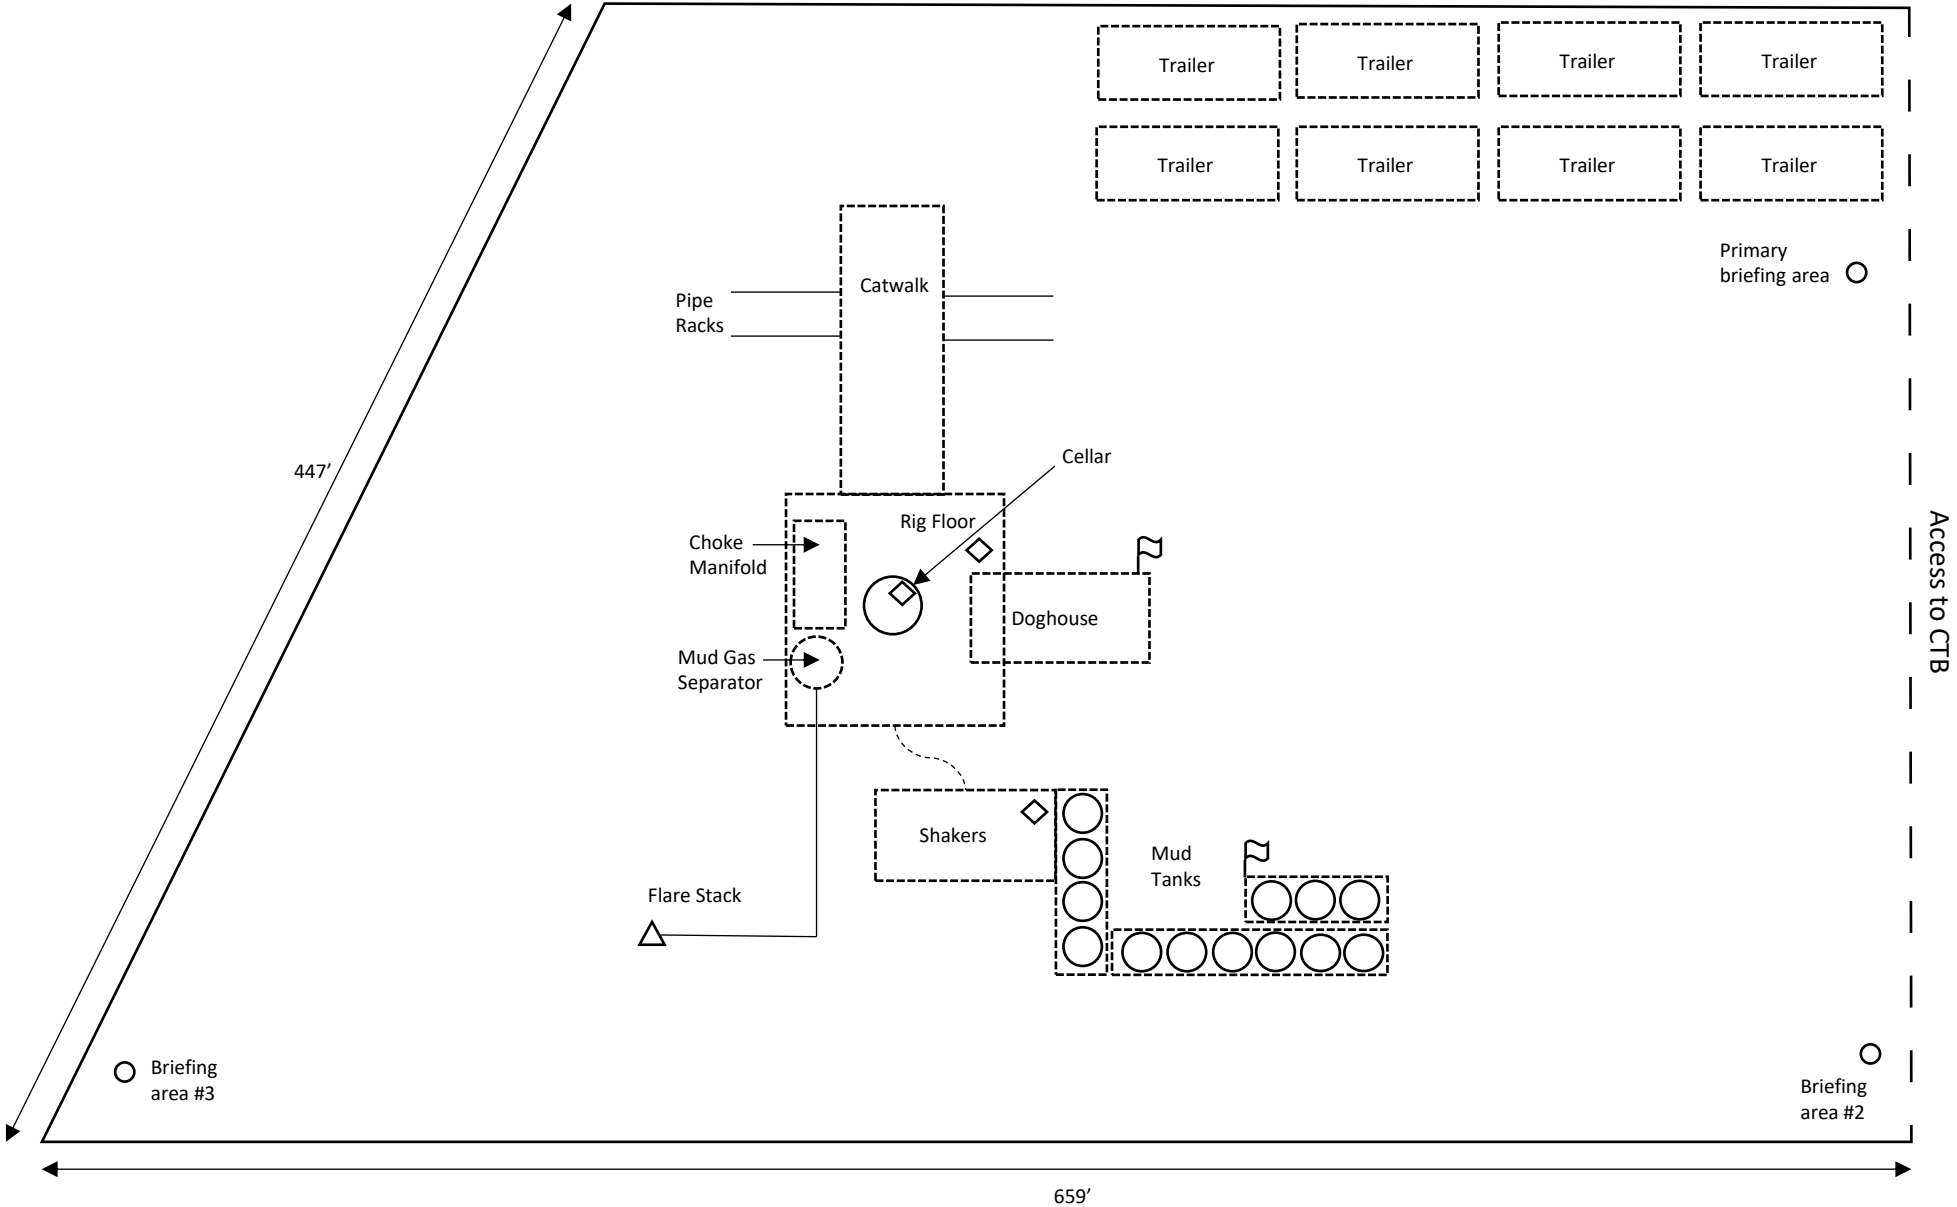 Trailer
Trailer
Trailer
Trailer
Trailer
Trailer
Trailer
Trailer
Primary
briefing area
Catwalk
Pipe
Racks
447’
Cellar
Rig Floor
Choke
Manifold
Doghouse
Mud Gas
Separator
Access to CTB
Shakers
Mud
Tanks
Flare Stack
Briefing
area #3
Briefing
area #2
659’